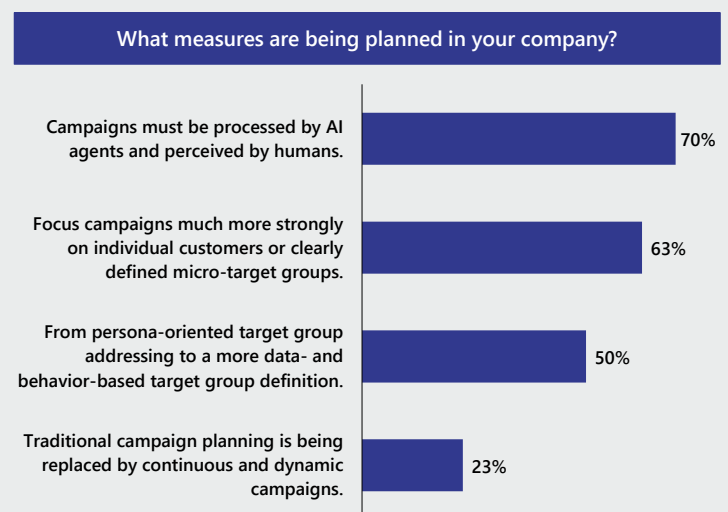 What measures are being planned in your company?
Campaigns must be processed by AI
agents and perceived by humans.
70%
Focus campaigns much more strongly
on individual customers or clearly
defined micro-target groups.
63%
From persona-oriented target group
addressing to a more data- and
behavior-based target group definition.
50%
Traditional campaign planning is being
replaced by continuous and dynamic
campaigns.
23%